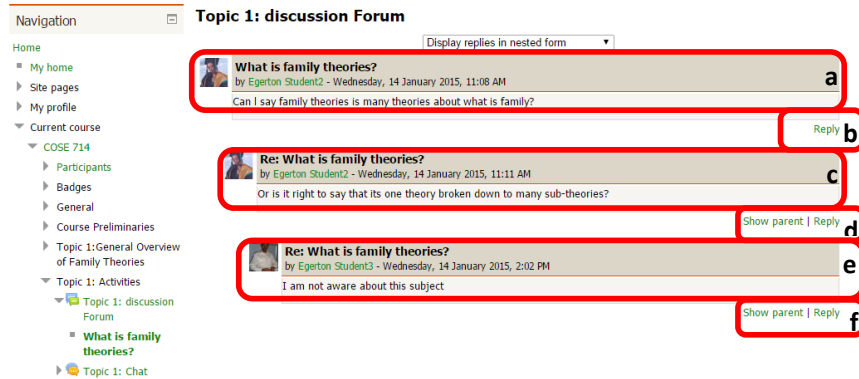 Navigation
Home
My home
Site pages
My profile
Current course
COSE 714
Participants
Badges
General
Course Preliminaries
Topic 1:General Overview
of Family Theories
Topic 1: Activities
Topic 1: discussion
Forum
What is family
theories?
Topic 1: Chat
Topic 1: discussion Forum
Display replies in nested form
What is family theories?
by Egerton Student2 - Wednesday, 14 January 2015, 11:08 AM
a
Can I say family theories is many theories about what is family?
Reply
b
Re: What is family theories?
by Egerton Student2 - Wednesday, 14 January 2015, 11:11 AM
c
Or is it right to say that its one theory broken down to many sub-theories?
Show parent | Reply
d
Re: What is family theories?
by Egerton Student3 - Wednesday, 14 January 2015, 2:02 PM
e
I am not aware about this subject
Show parent | Reply
f